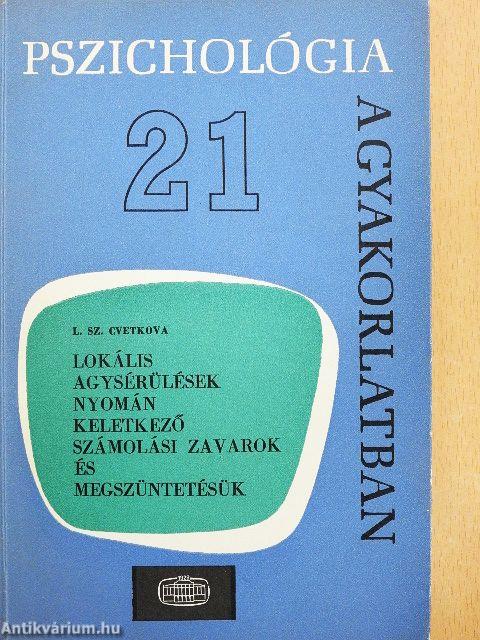 PSZICHOLÓGIA
A GYAKORLATBAN
21
L. SZ. CVETKOVA
LOKÁLIS
AGYSÉRÜLÉSEK
NYOMÁN
KELETKEZŐ
SZÁMOLÁSI ZAVAROK
ÉS
MEGSZÜNTETÉSÜK
Antikvárium.hu